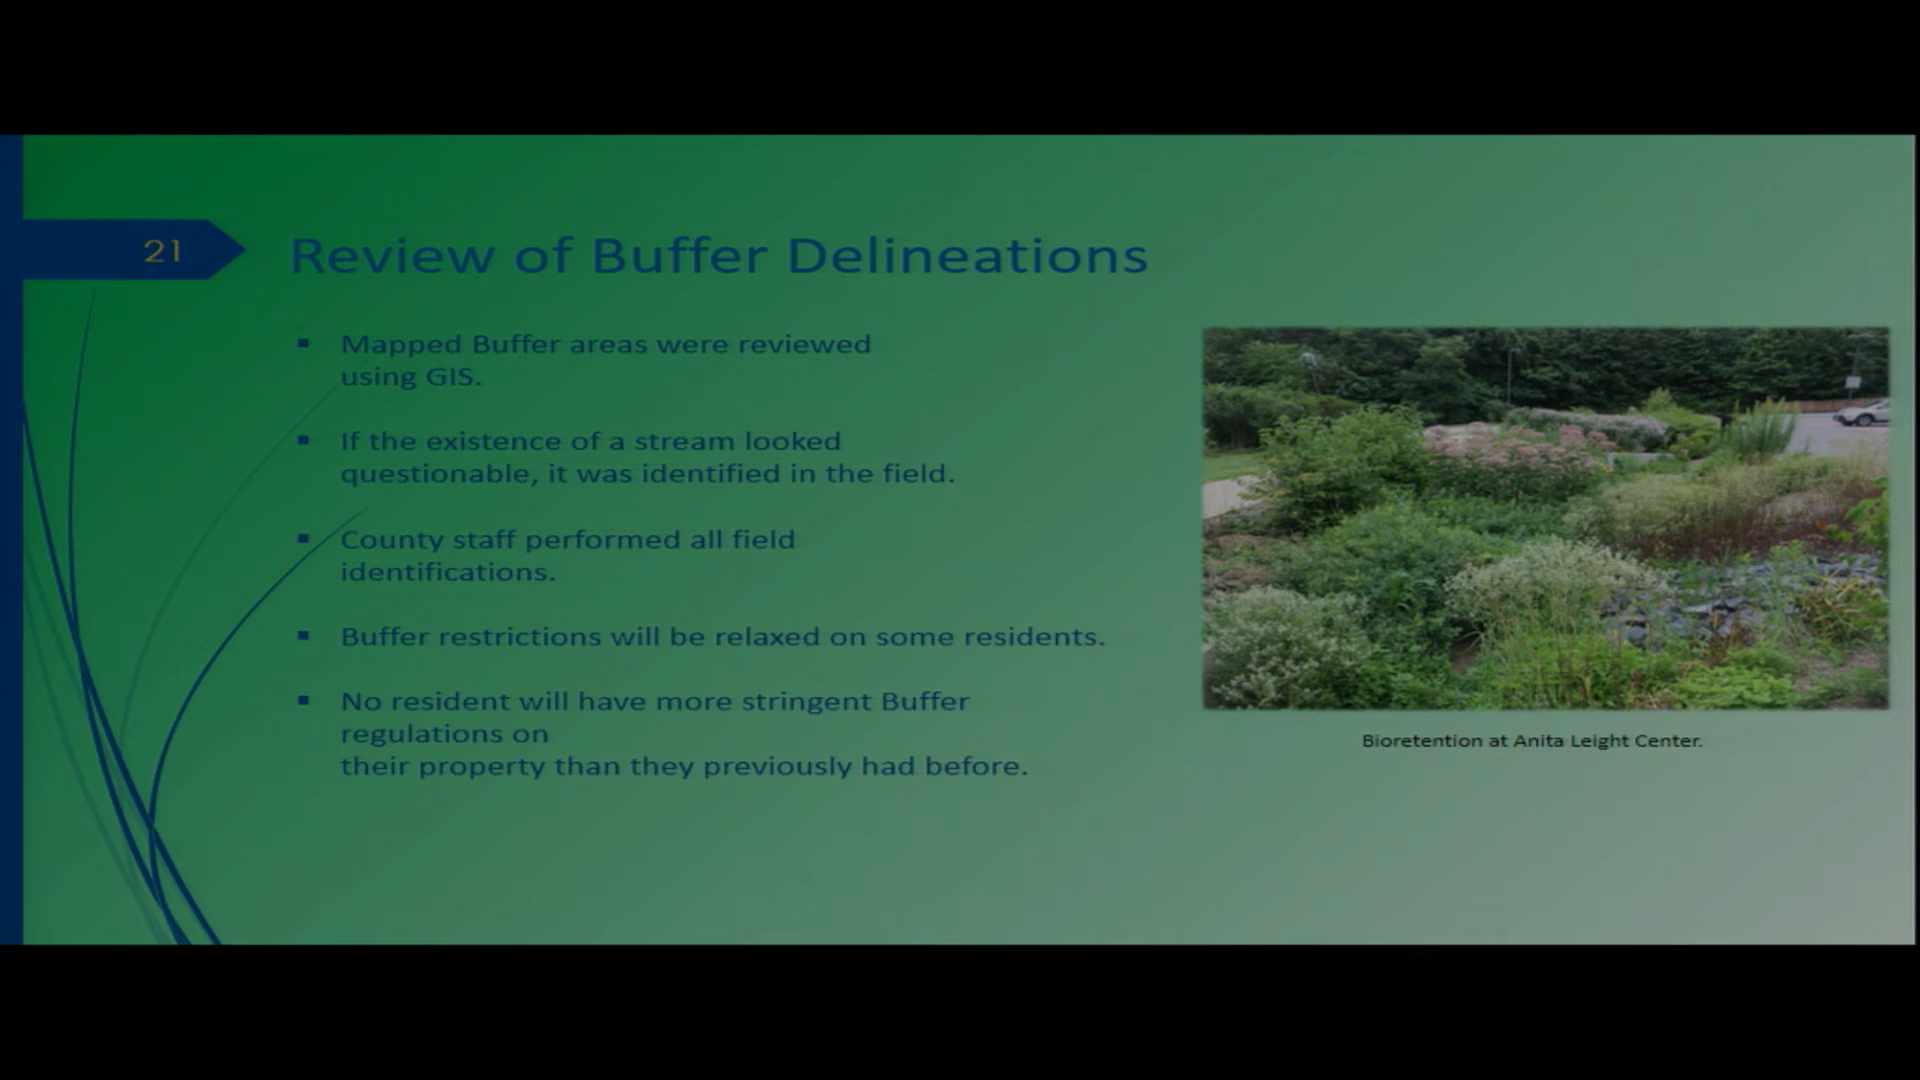 21
Review of Buffer Delineations
▪ Mapped Buffer areas were reviewed
using GIS.
▪ If the existence of a stream looked
questionable, it was identified in the field.
▪ County staff performed all field
identifications.
▪ Buffer restrictions will be relaxed on some residents.
▪ No resident will have more stringent Buffer
regulations on
their property than they previously had before.
Bioretention at Anita Leight Center.